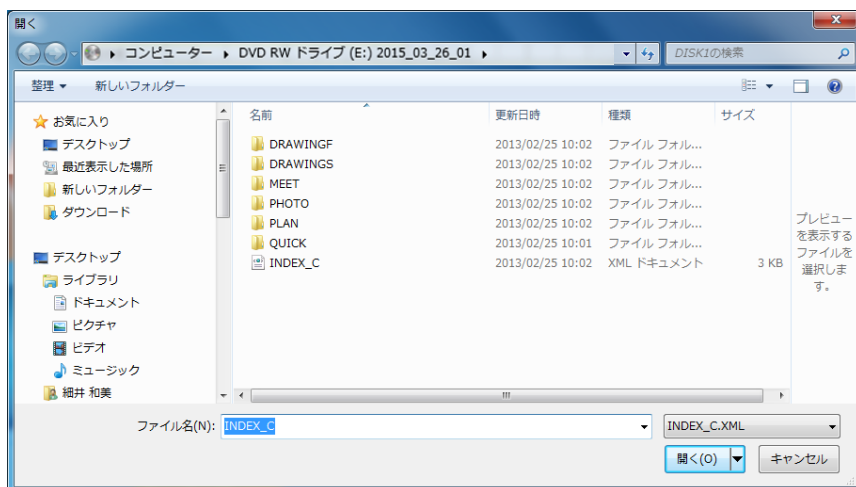 開く
コンピューター ▸ DVD RW ドライブ (E:) 2015_03_26_01 ▸
DISK1の検索
整理 新しいフォルダー
お気に入り
デスクトップ
最近表示した場所
新しいフォルダー
ダウンロード
デスクトップ
ライブラリ
ドキュメント
ピクチャ
ビデオ
ミュージック
細井 和美
名前 更新日時 種類 サイズ
DRAWINGF 2013/02/25 10:02 ファイル フォル...
DRAWINGS 2013/02/25 10:02 ファイル フォル...
MEET 2013/02/25 10:02 ファイル フォル...
PHOTO 2013/02/25 10:02 ファイル フォル...
PLAN 2013/02/25 10:02 ファイル フォル...
QUICK 2013/02/25 10:01 ファイル フォル...
INDEX_C 2013/02/25 10:02 XML ドキュメント 3 KB
プレビュー
を表示する
ファイルを
選択しま
す。
ファイル名(N): INDEX_C
INDEX_C.XML
開く(O)
キャンセル